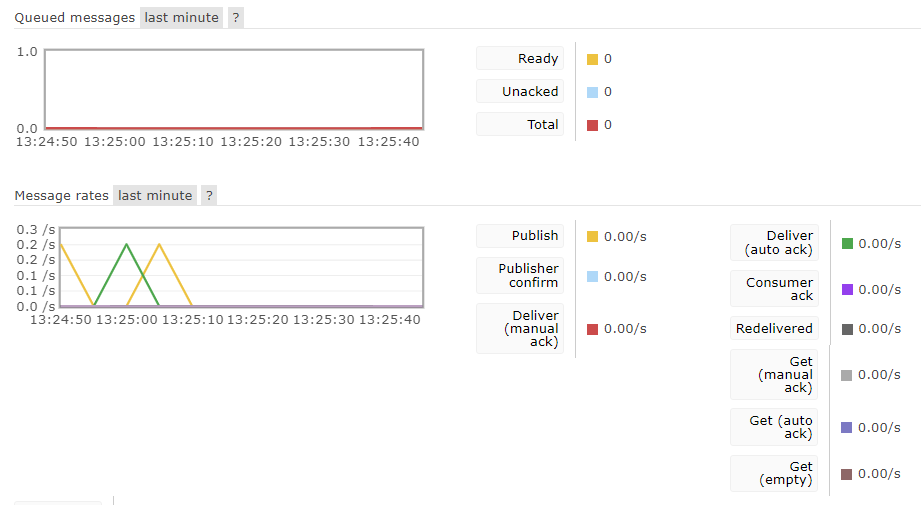 Queued messages last minute ?
1.0
0.0
13:24:50 13:25:00 13:25:10 13:25:20 13:25:30 13:25:40
Ready 0
Unacked 0
Total 0
Message rates last minute ?
0.3 /s
0.2 /s
0.2 /s
0.1 /s
0.1 /s
0.0 /s
13:24:50 13:25:00 13:25:10 13:25:20 13:25:30 13:25:40
Publish 0.00/s
Publisher
confirm 0.00/s
Deliver
(manual 0.00/s
ack)
Deliver
(auto ack) 0.00/s
Consumer
ack 0.00/s
Redelivered 0.00/s
Get
(manual 0.00/s
ack)
Get (auto
ack) 0.00/s
Get
(empty) 0.00/s